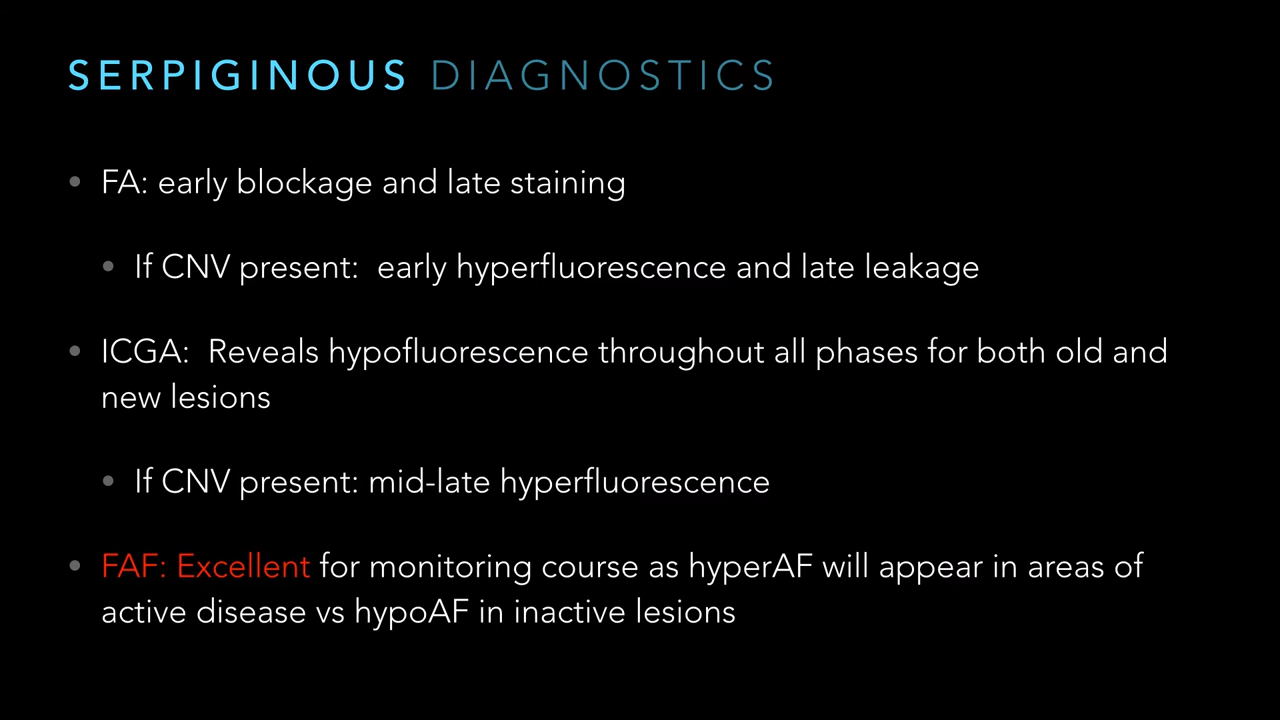 SERPIGINOUS DIAGNOSTICS
• FA: early blockage and late staining
• If CNV present:  early hyperfluorescence and late leakage
• ICGA:  Reveals hypofluorescence throughout all phases for both old and
new lesions
• If CNV present: mid-late hyperfluorescence
• FAF: Excellent for monitoring course as hyperAF will appear in areas of
active disease vs hypoAF in inactive lesions